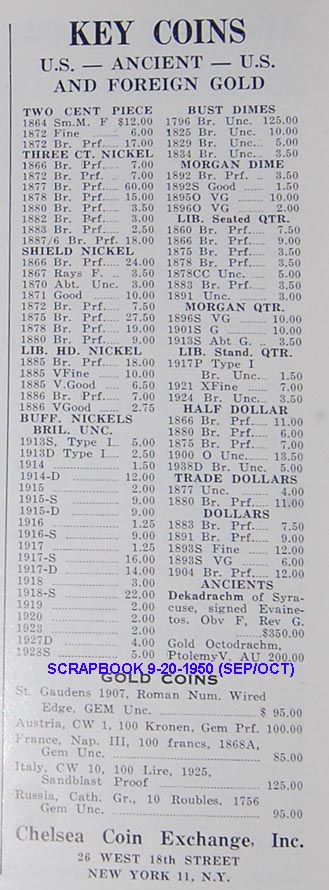 KEY COINS
U.S. — ANCIENT — U.S.
AND FOREIGN GOLD
TWO CENT PIECE
1864 Sm.M. F $12.00
1872 Fine ....... 6.00
1872 Br. Prf..... 17.00
THREE CT. NICKEL
1866 Br. Prf..... 7.00
1872 Br. Prf. .... 7.00
1877 Br. Prf..... 60.00
1878 Br. Prf..... 15.00
1880 Br. Prf..... 3.50
1882 Br. Prf..... 3.00
1883 Br. Prf..... 2.50
1887/6 Br. Prf. 18.00
SHIELD NICKEL
1866 Br. Prf..... 24.00
1867 Rays F. .. 3.50
1870 Abt. Unc. 3.00
1871 Good ....... 10.00
1872 Br. Prf..... 7.50
1875 Br. Prf..... 27.50
1878 Br. Prf..... 19.00
1880 Br. Prf..... 9.00
LIB. HD. NICKEL
1885 Br. Prf..... 18.00
1885 VFine ..... 10.00
1885 V.Good ... 6.50
1886 Br. Prf..... 7.00
1886 VGood ..... 2.75
BUFF. NICKELS
BRIL. UNC.
1913S, Type I.. 5.00
1913D Type I.... 2.50
1914 ................ 1.50
1914-D ............. 12.00
1915 ................ 2.00
1915-S ............. 9.00
1915-D ............. 9.00
1916 ................ 1.25
1916-S ............. 9.00
1917 ................ 1.25
1917-S ............. 16.00
1917-D ............. 14.00
1918 ................ 3.00
1918-S ............. 22.00
1919 ................ 2.00
1920 ................ 2.00
1923 ................ 2.00
1927D .............. 4.00
1928S .............. 5.00
BUST DIMES
1796 Br. Unc. 125.00
1825 Br. Unc. 10.00
1829 Br. Unc... 5.00
1834 Br. Unc... 3.50
MORGAN DIME
1892 Br. Prf. .. 3.50
1892S Good ..... 1.50
1895O VG ....... 10.00
1896O VG ....... 2.00
LIB. Seated QTR.
1860 Br. Prf..... 7.50
1866 Br. Prf..... 9.00
1875 Br. Prf..... 3.50
1878 Br. Prf..... 3.50
1878CC Unc. ... 5.00
1883 Br. Prf..... 3.50
1891 Unc. ....... 3.00
MORGAN QTR.
1896S VG ....... 10.00
1901S G ......... 10.00
1913S Abt G. .. 3.50
LIB. Stand. QTR.
1917P Type I
Br. Unc... 1.50
1921 XFine ..... 7.00
1924 Br. Unc... 3.50
HALF DOLLAR
1866 Br. Prf..... 11.00
1880 Br. Prf..... 6.00
1875 Br. Prf..... 7.00
1900 O Unc..... 13.50
1938D Br. Unc. 5.00
TRADE DOLLARS
1877 Unc. ....... 4.00
1880 Br. Prf..... 11.00
DOLLARS
1883 Br. Prf..... 7.50
1891 Br. Prf..... 9.00
1893S Fine ..... 12.00
1893S VG ....... 6.00
1904 Br. Prf..... 12.00
ANCIENTS
Dekadrachm of Syra-
cuse, signed Evaine-
tos. Obv F, Rev G.
.................$350.00
Gold Octodrachm,
PtolemyV. AU 200.00
SCRAPBOOK 9-20-1950 (SEP/OCT)
GOLD COINS
St. Gaudens 1907, Roman Num. Wired
Edge, GEM Unc. ............. $ 95.00
Austria, CW 1, 100 Kronen, Gem Prf. 100.00
France, Nap. III, 100 francs, 1868A,
Gem Unc. ..................... 85.00
Italy, CW 10, 100 Lire, 1925,
Sandblast Proof .............. 125.00
Russia, Cath. Gr., 10 Roubles. 1756
Gem Unc. ..................... 95.00
Chelsea Coin Exchange, Inc.
26 WEST 18th STREET
NEW YORK 11, N.Y.